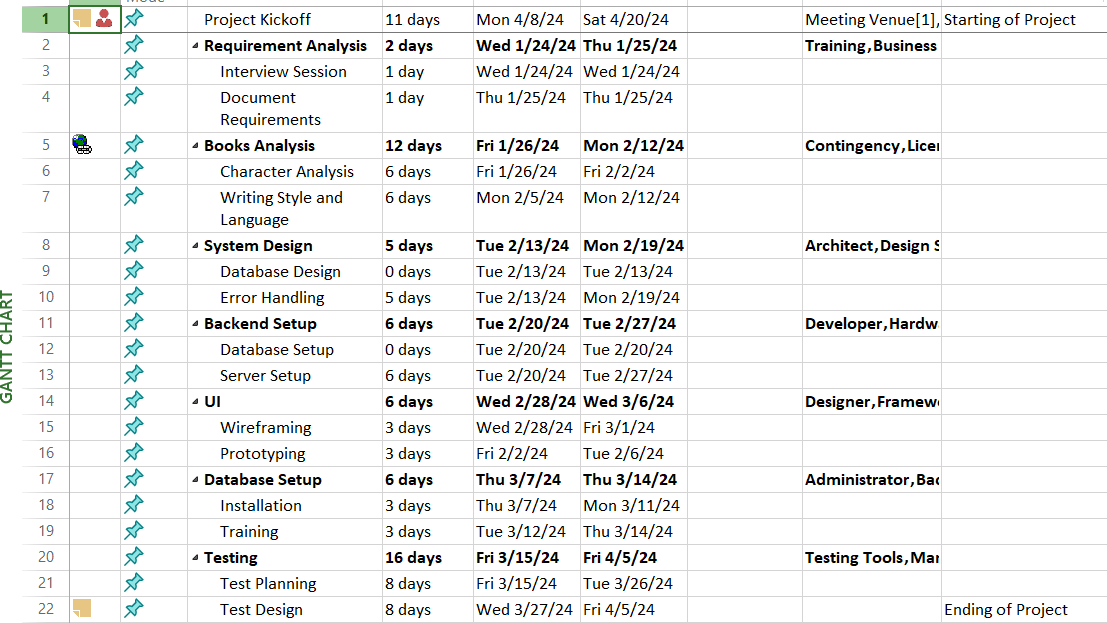 1 Project Kickoff 11 days Mon 4/8/24 Sat 4/20/24 Meeting Venue[1], Starting of Project
2 Requirement Analysis 2 days Wed 1/24/24 Thu 1/25/24 Training,Business
3 Interview Session 1 day Wed 1/24/24 Wed 1/24/24
4 Document 1 day Thu 1/25/24 Thu 1/25/24
Requirements
5 Books Analysis 12 days Fri 1/26/24 Mon 2/12/24 Contingency,
6 Character Analysis 6 days Fri 1/26/24 Fri 2/2/24
7 Writing Style and 6 days Mon 2/5/24 Mon 2/12/24
Language
8 System Design 5 days Tue 2/13/24 Mon 2/19/24 Architect,Design
9 Database Design 0 days Tue 2/13/24 Tue 2/13/24
10 Error Handling 5 days Tue 2/13/24 Mon 2/19/24
11 Backend Setup 6 days Tue 2/20/24 Tue 2/27/24 Developer,
12 Database Setup 0 days Tue 2/20/24 Tue 2/20/24
13 Server Setup 6 days Tue 2/20/24 Tue 2/27/24
14 UI 6 days Wed 2/28/24 Wed 3/6/24 Designer,
15 Wireframing 3 days Wed 2/28/24 Fri 3/1/24
16 Prototyping 3 days Fri 2/2/24 Tue 2/6/24
17 Database Setup 6 days Thu 3/7/24 Thu 3/14/24 Administrator,
18 Installation 3 days Thu 3/7/24 Mon 3/11/24
19 Training 3 days Tue 3/12/24 Thu 3/14/24
20 Testing 16 days Fri 3/15/24 Fri 4/5/24 Testing Tools,
21 Test Planning 8 days Fri 3/15/24 Tue 3/26/24
22 Test Design 8 days Wed 3/27/24 Fri 4/5/24 Ending of Project
GANTT CHART